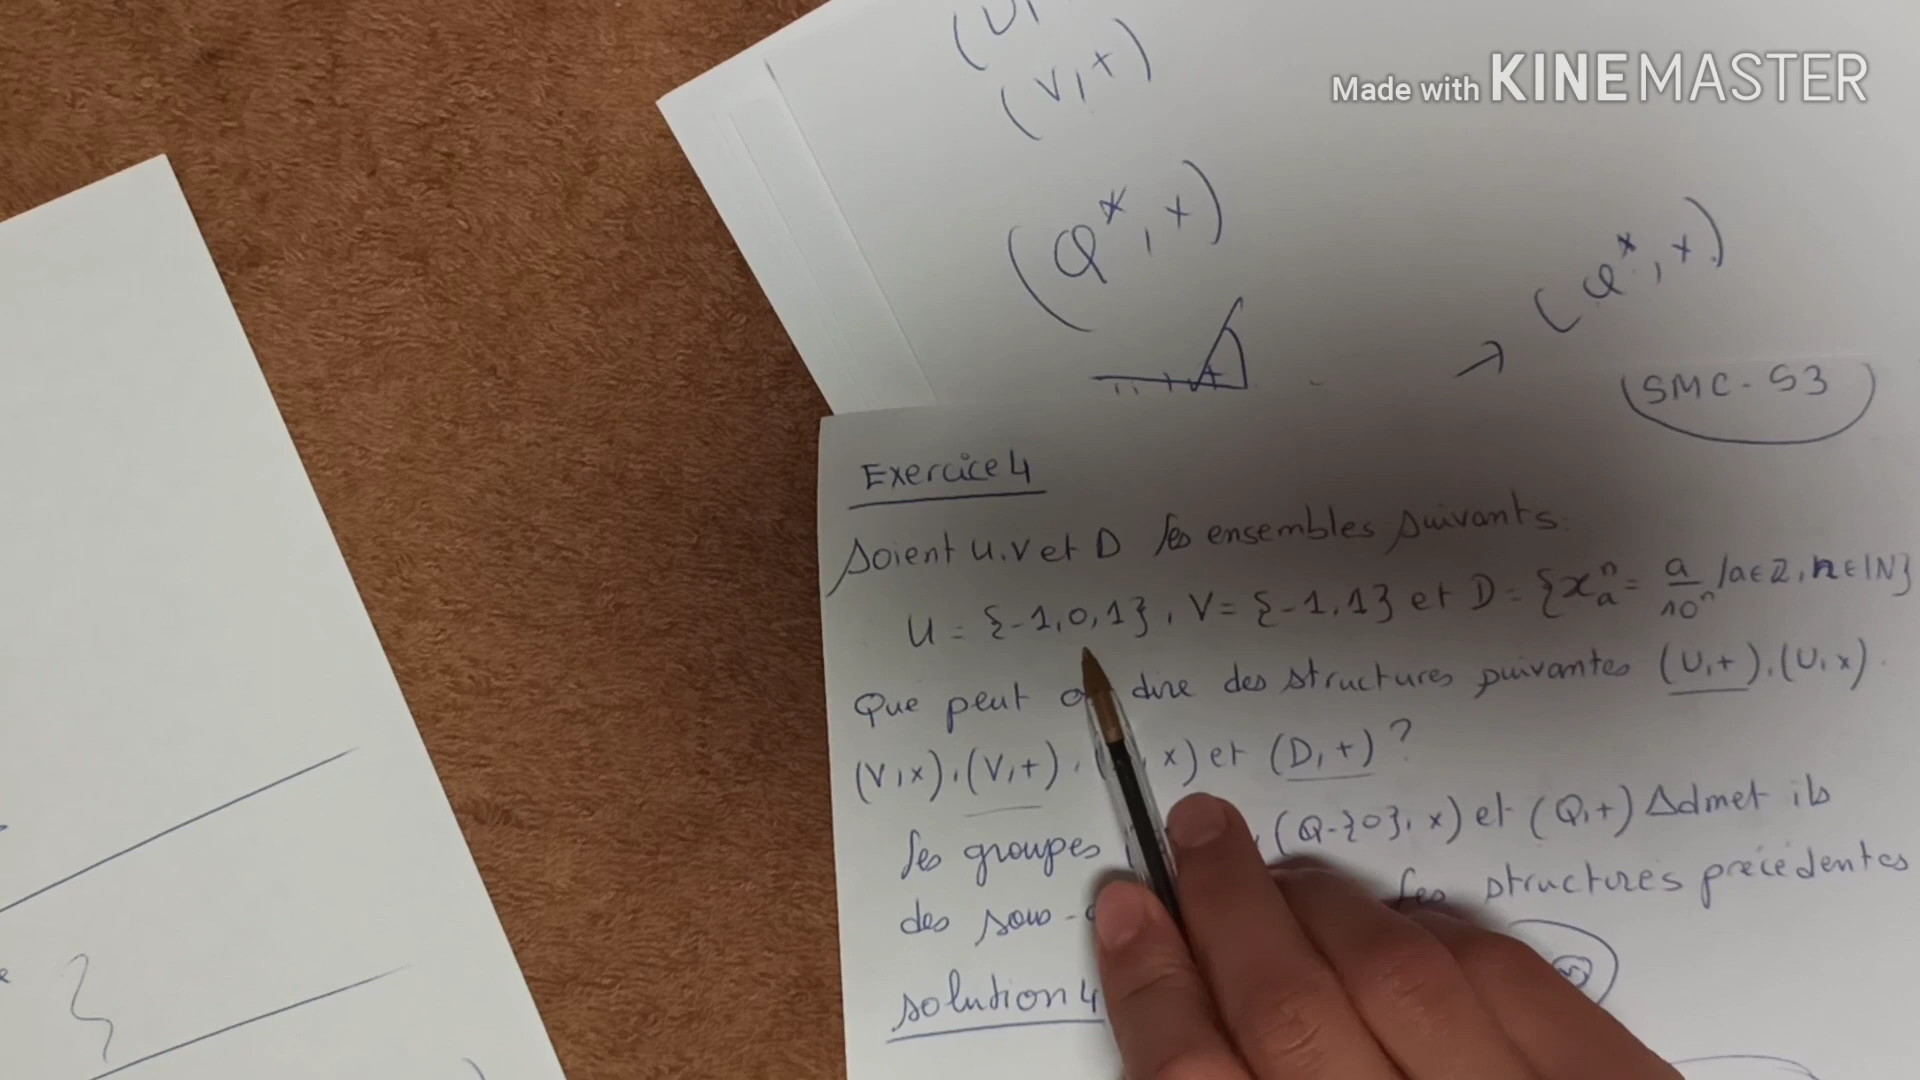 Made with KINEMASTER
(U,
(V, +)
(Q*, +)
(Q*, x)
SMC-S3
Exercice 4
Soient U.V et D les ensembles suivants:
U = {-1,0,1}, V = {-1,1} et D = {x_a^n = a/10^n /a∈Z, n∈IN}
Que peut dire des structures suivantes (U,+).(U,x).
(V,x).(V,+). x) et (D,+)?
les groupes (Q-{0}, x) et (Q,+) Admet ils
des sous- les structures précédentes
solution 4